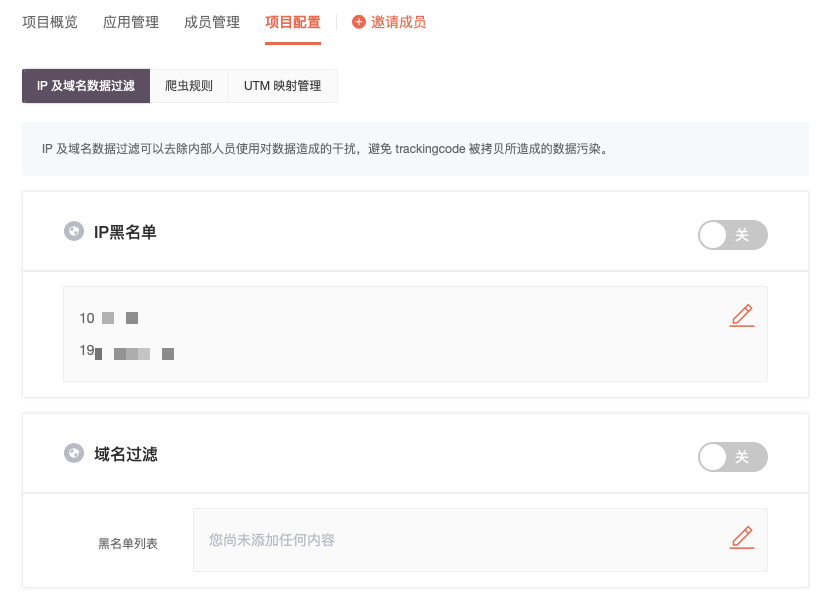 项目概览 应用管理 成员管理 项目配置 邀请成员
IP 及域名数据过滤 爬虫规则 UTM 映射管理
IP 及域名数据过滤可以去除内部人员使用对数据造成的干扰，避免 trackingcode 被拷贝所造成的数据污染。
IP黑名单 关
10
19
域名过滤 关
黑名单列表 您尚未添加任何内容